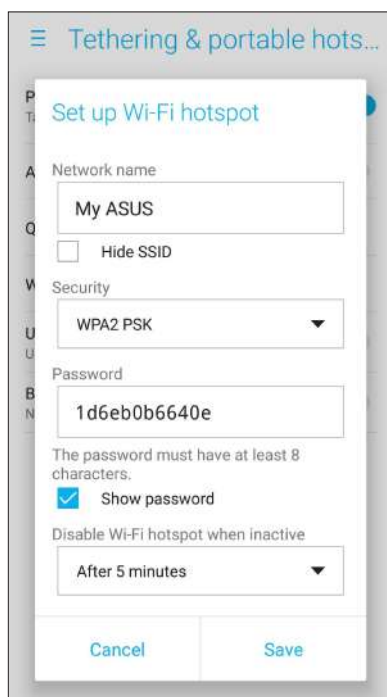 Tethering & portable hots...
P
Ta
Set up Wi-Fi hotspot
A
Network name
My ASUS
Q
Hide SSID
W
Security
WPA2 PSK
U
U
Password
B
N
1d6eb0b6640e
The password must have at least 8
characters.
Show password
Disable Wi-Fi hotspot when inactive
After 5 minutes
Cancel
Save